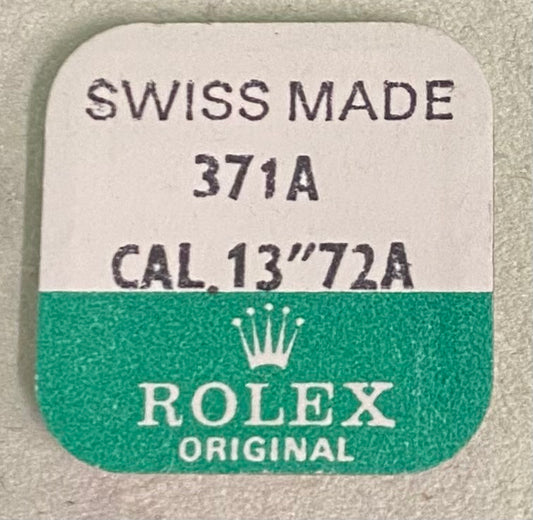 SWISS MADE
371A
CAL. 13″72A
ROLEX
ORIGINAL